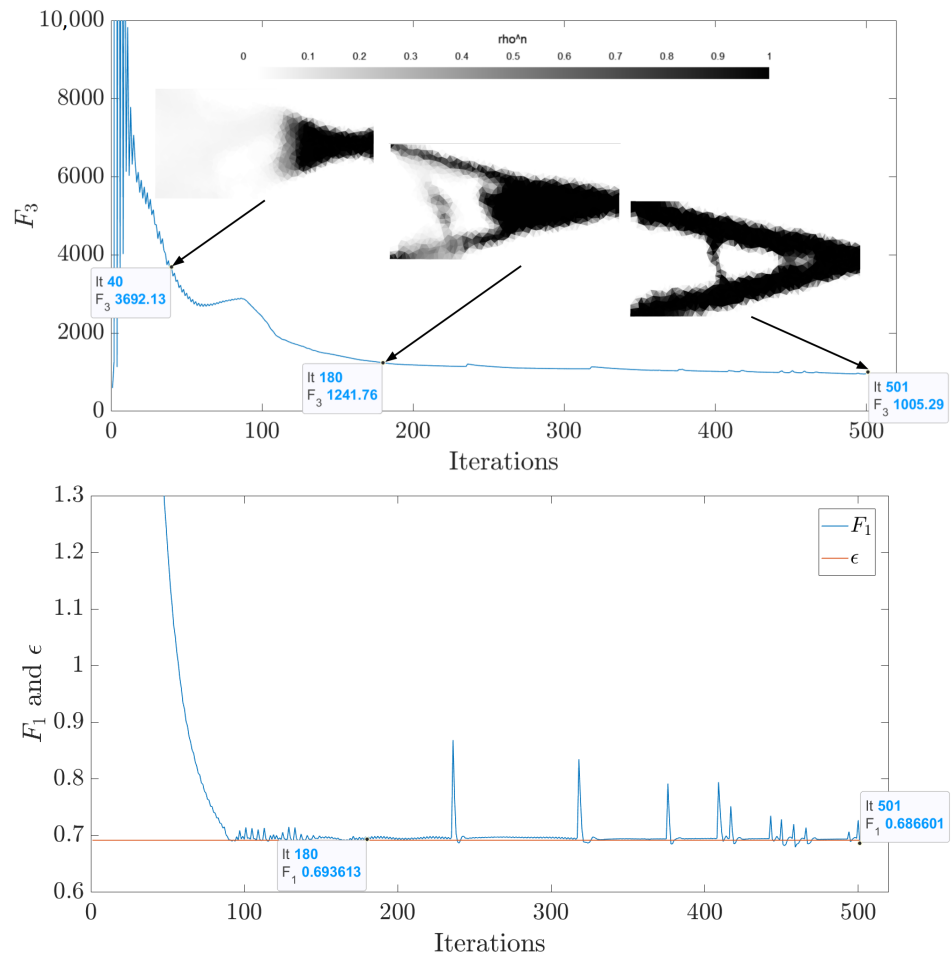 10,000
8000
6000
4000
2000
0
F3
rho^n
0 0.1 0.2 0.3 0.4 0.5 0.6 0.7 0.8 0.9 1
It 40
F3 3692.13
It 180
F3 1241.76
It 501
F3 1005.29
0 100 200 300 400 500
Iterations
1.3
1.2
1.1
1
0.9
0.8
0.7
0.6
F1 and ϵ
F1
ϵ
It 180
F1 0.693613
It 501
F1 0.686601
0 100 200 300 400 500
Iterations